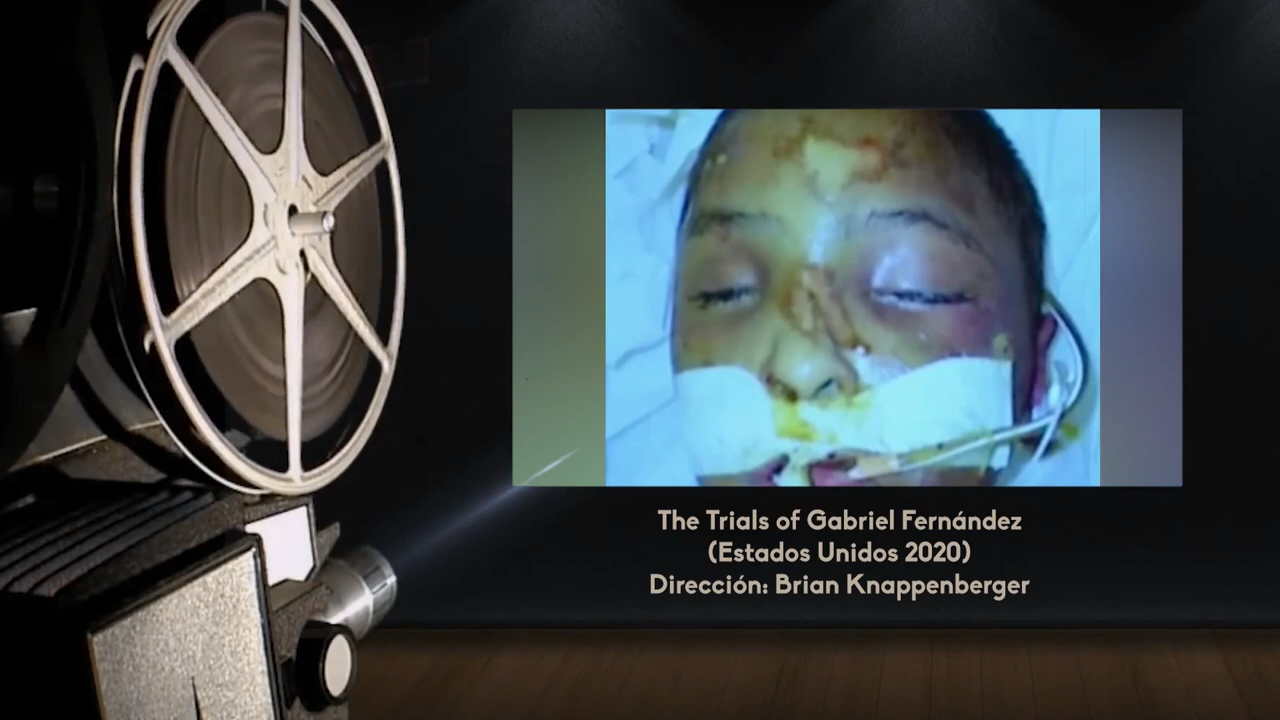 The Trials of Gabriel Fernández
(Estados Unidos 2020)
Dirección: Brian Knappenberger